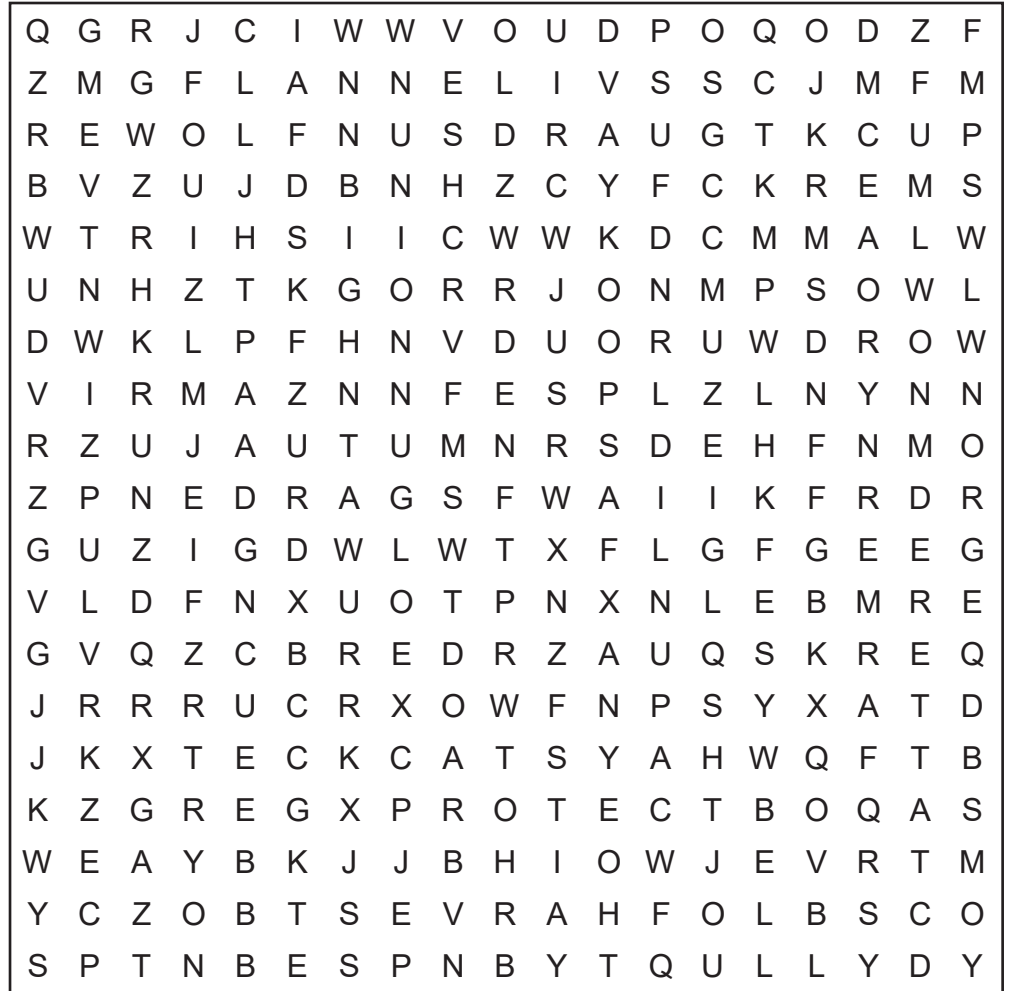 Q G R J C I W W V O U D P O Q O D Z F
Z M G F L A N N E L I V S S C J M F M
R E W O L F N U S D R A U G T K C U P
B V Z U J D B N H Z C Y F C K R E M S
W T R I H S I I C W W K D C M M A L W
U N H Z T K G O R R J O N M P S O W L
D W K L P F H N V D U O R U W D R O W
V I R M A Z N N F E S P L Z L N Y N N
R Z U J A U T U M N R S D E H F N M O
Z P N E D R A G S F W A I I K F R D R
G U Z I G D W L W T X F L G F G E E G
V L D F N X U O T P N X N L E B M R E
G V Q Z C B R E D R Z A U Q S K R E Q
J R R R U C R X O W F N P S Y X A T D
J K X T E C K C A T S Y A H W Q F T B
K Z G R E G X P R O T E C T B O Q A S
W E A Y B K J J B H I O W J E V R T M
Y C Z O B T S E V R A H F O L B S C O
S P T N B E S P N B Y T Q U L L Y D Y